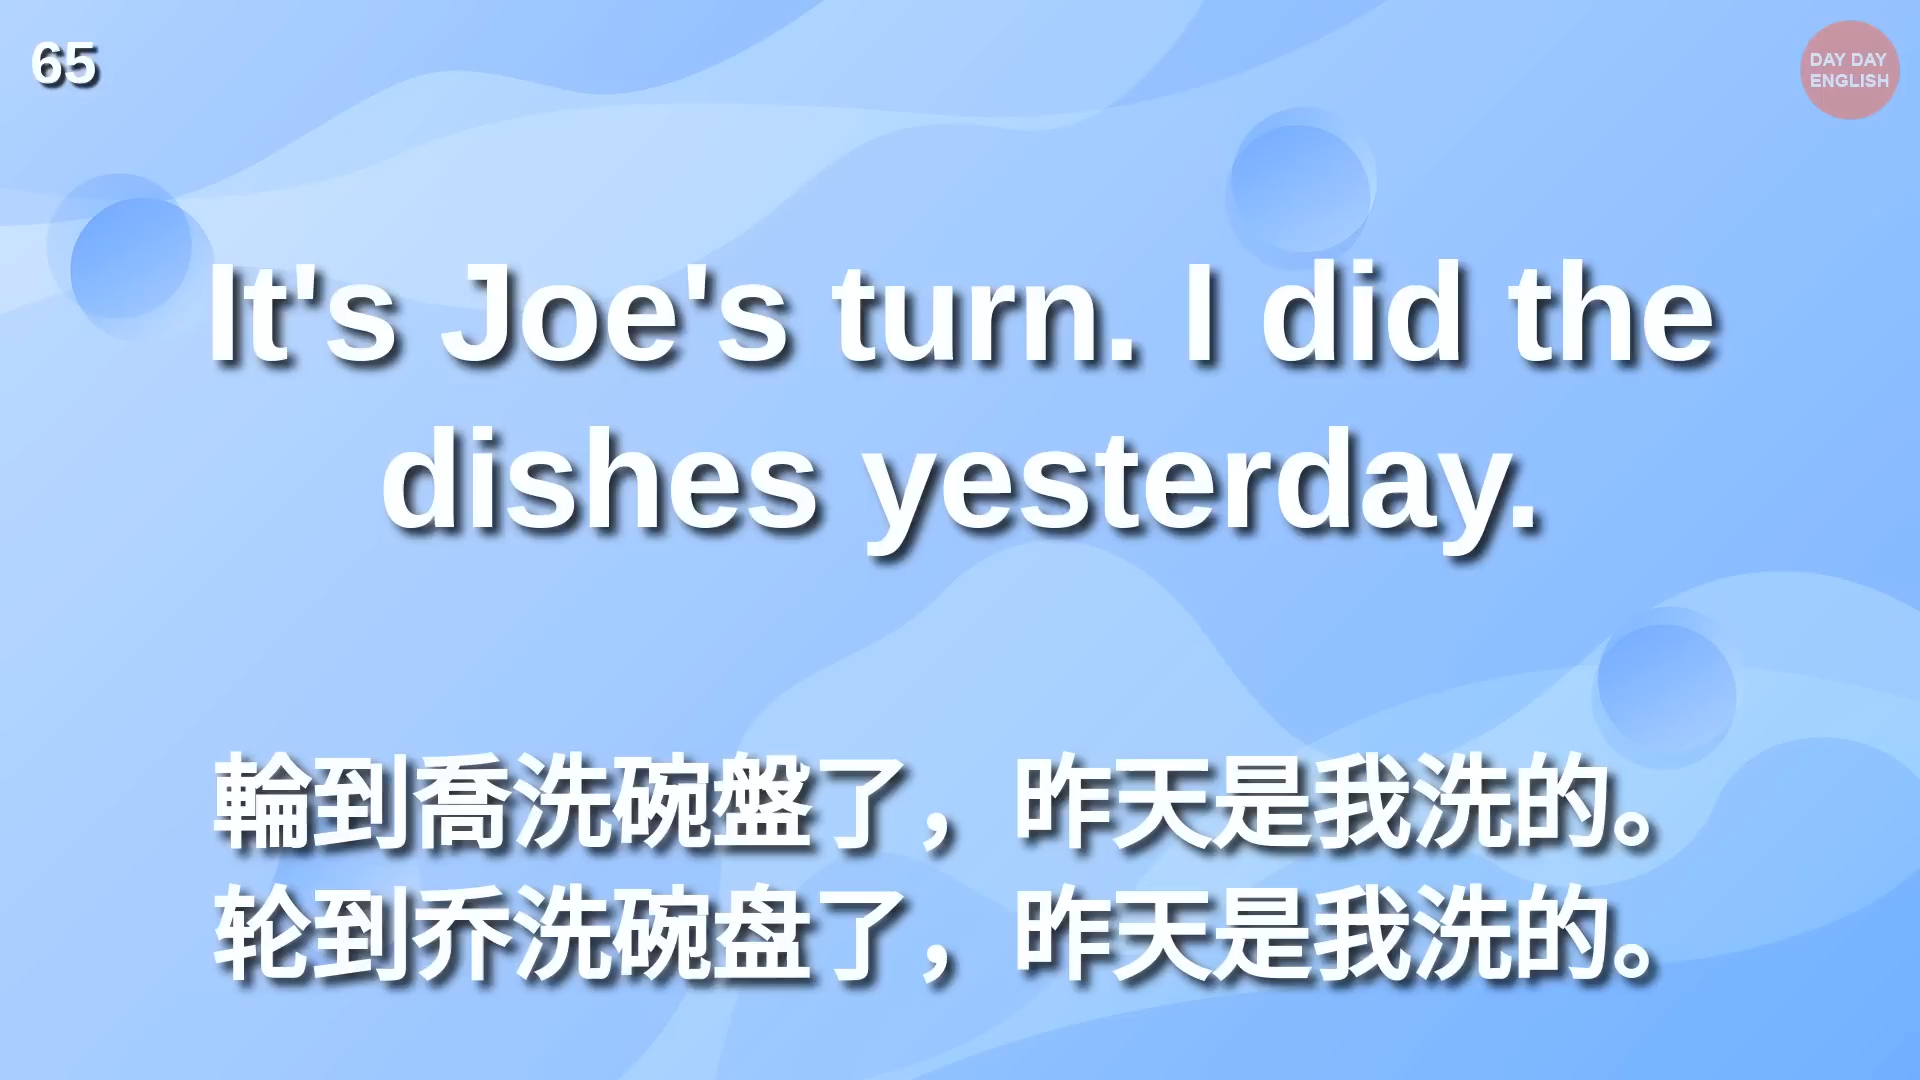 65
DAY DAY
ENGLISH
It's Joe's turn. I did the
dishes yesterday.
輪到喬洗碗盤了，昨天是我洗的。
轮到乔洗碗盘了，昨天是我洗的。